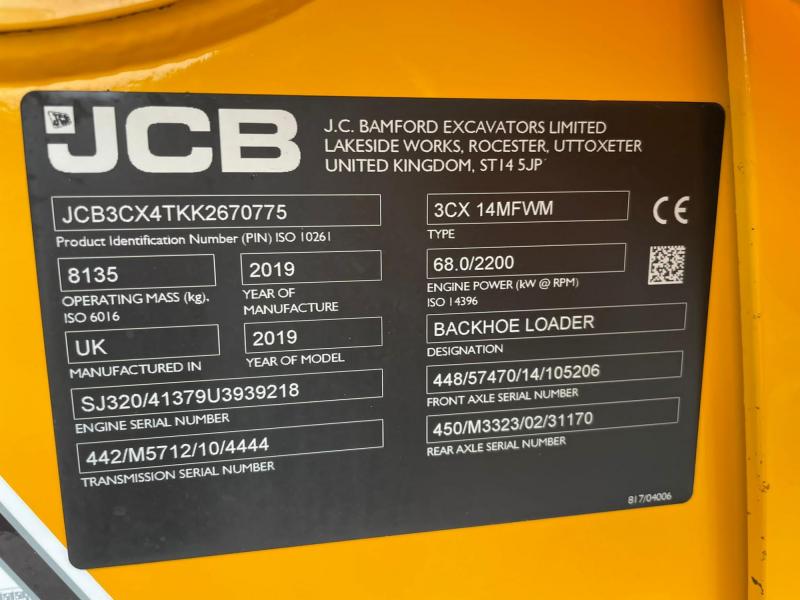 JCB
J.C. BAMFORD EXCAVATORS LIMITED
LAKESIDE WORKS, ROCESTER, UTTOXETER
UNITED KINGDOM, ST14 5JP
JCB3CX4TKK2670775
Product Identification Number (PIN) ISO 10261
3CX 14MFWM
TYPE
CE
8135
OPERATING MASS (kg),
ISO 6016
2019
YEAR OF
MANUFACTURE
68.0/2200
ENGINE POWER (kW @ RPM)
ISO 14396
UK
MANUFACTURED IN
2019
YEAR OF MODEL
BACKHOE LOADER
DESIGNATION
SJ320/41379U3939218
ENGINE SERIAL NUMBER
448/57470/14/105206
FRONT AXLE SERIAL NUMBER
442/M5712/10/4444
TRANSMISSION SERIAL NUMBER
450/M3323/02/31170
REAR AXLE SERIAL NUMBER
817/04006